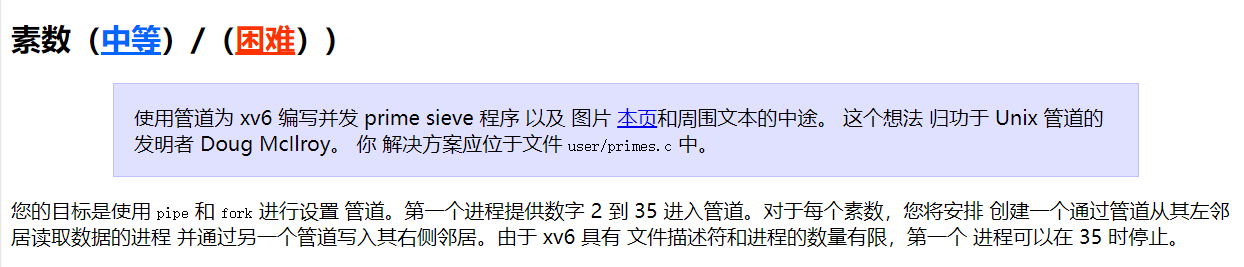 素数（中等）/（困难））
使用管道为 xv6 编写并发 prime sieve 程序 以及 图片 本页和周围文本的中途。 这个想法 归功于 Unix 管道的
发明者 Doug McIlroy。 你 解决方案应位于文件 user/primes.c 中。
您的目标是使用 pipe 和 fork 进行设置 管道。第一个进程提供数字 2 到 35 进入管道。对于每个素数，您将安排 创建一个通过管道从其左邻
居读取数据的进程 并通过另一个管道写入其右侧邻居。由于 xv6 具有 文件描述符和进程的数量有限，第一个 进程可以在 35 时停止。